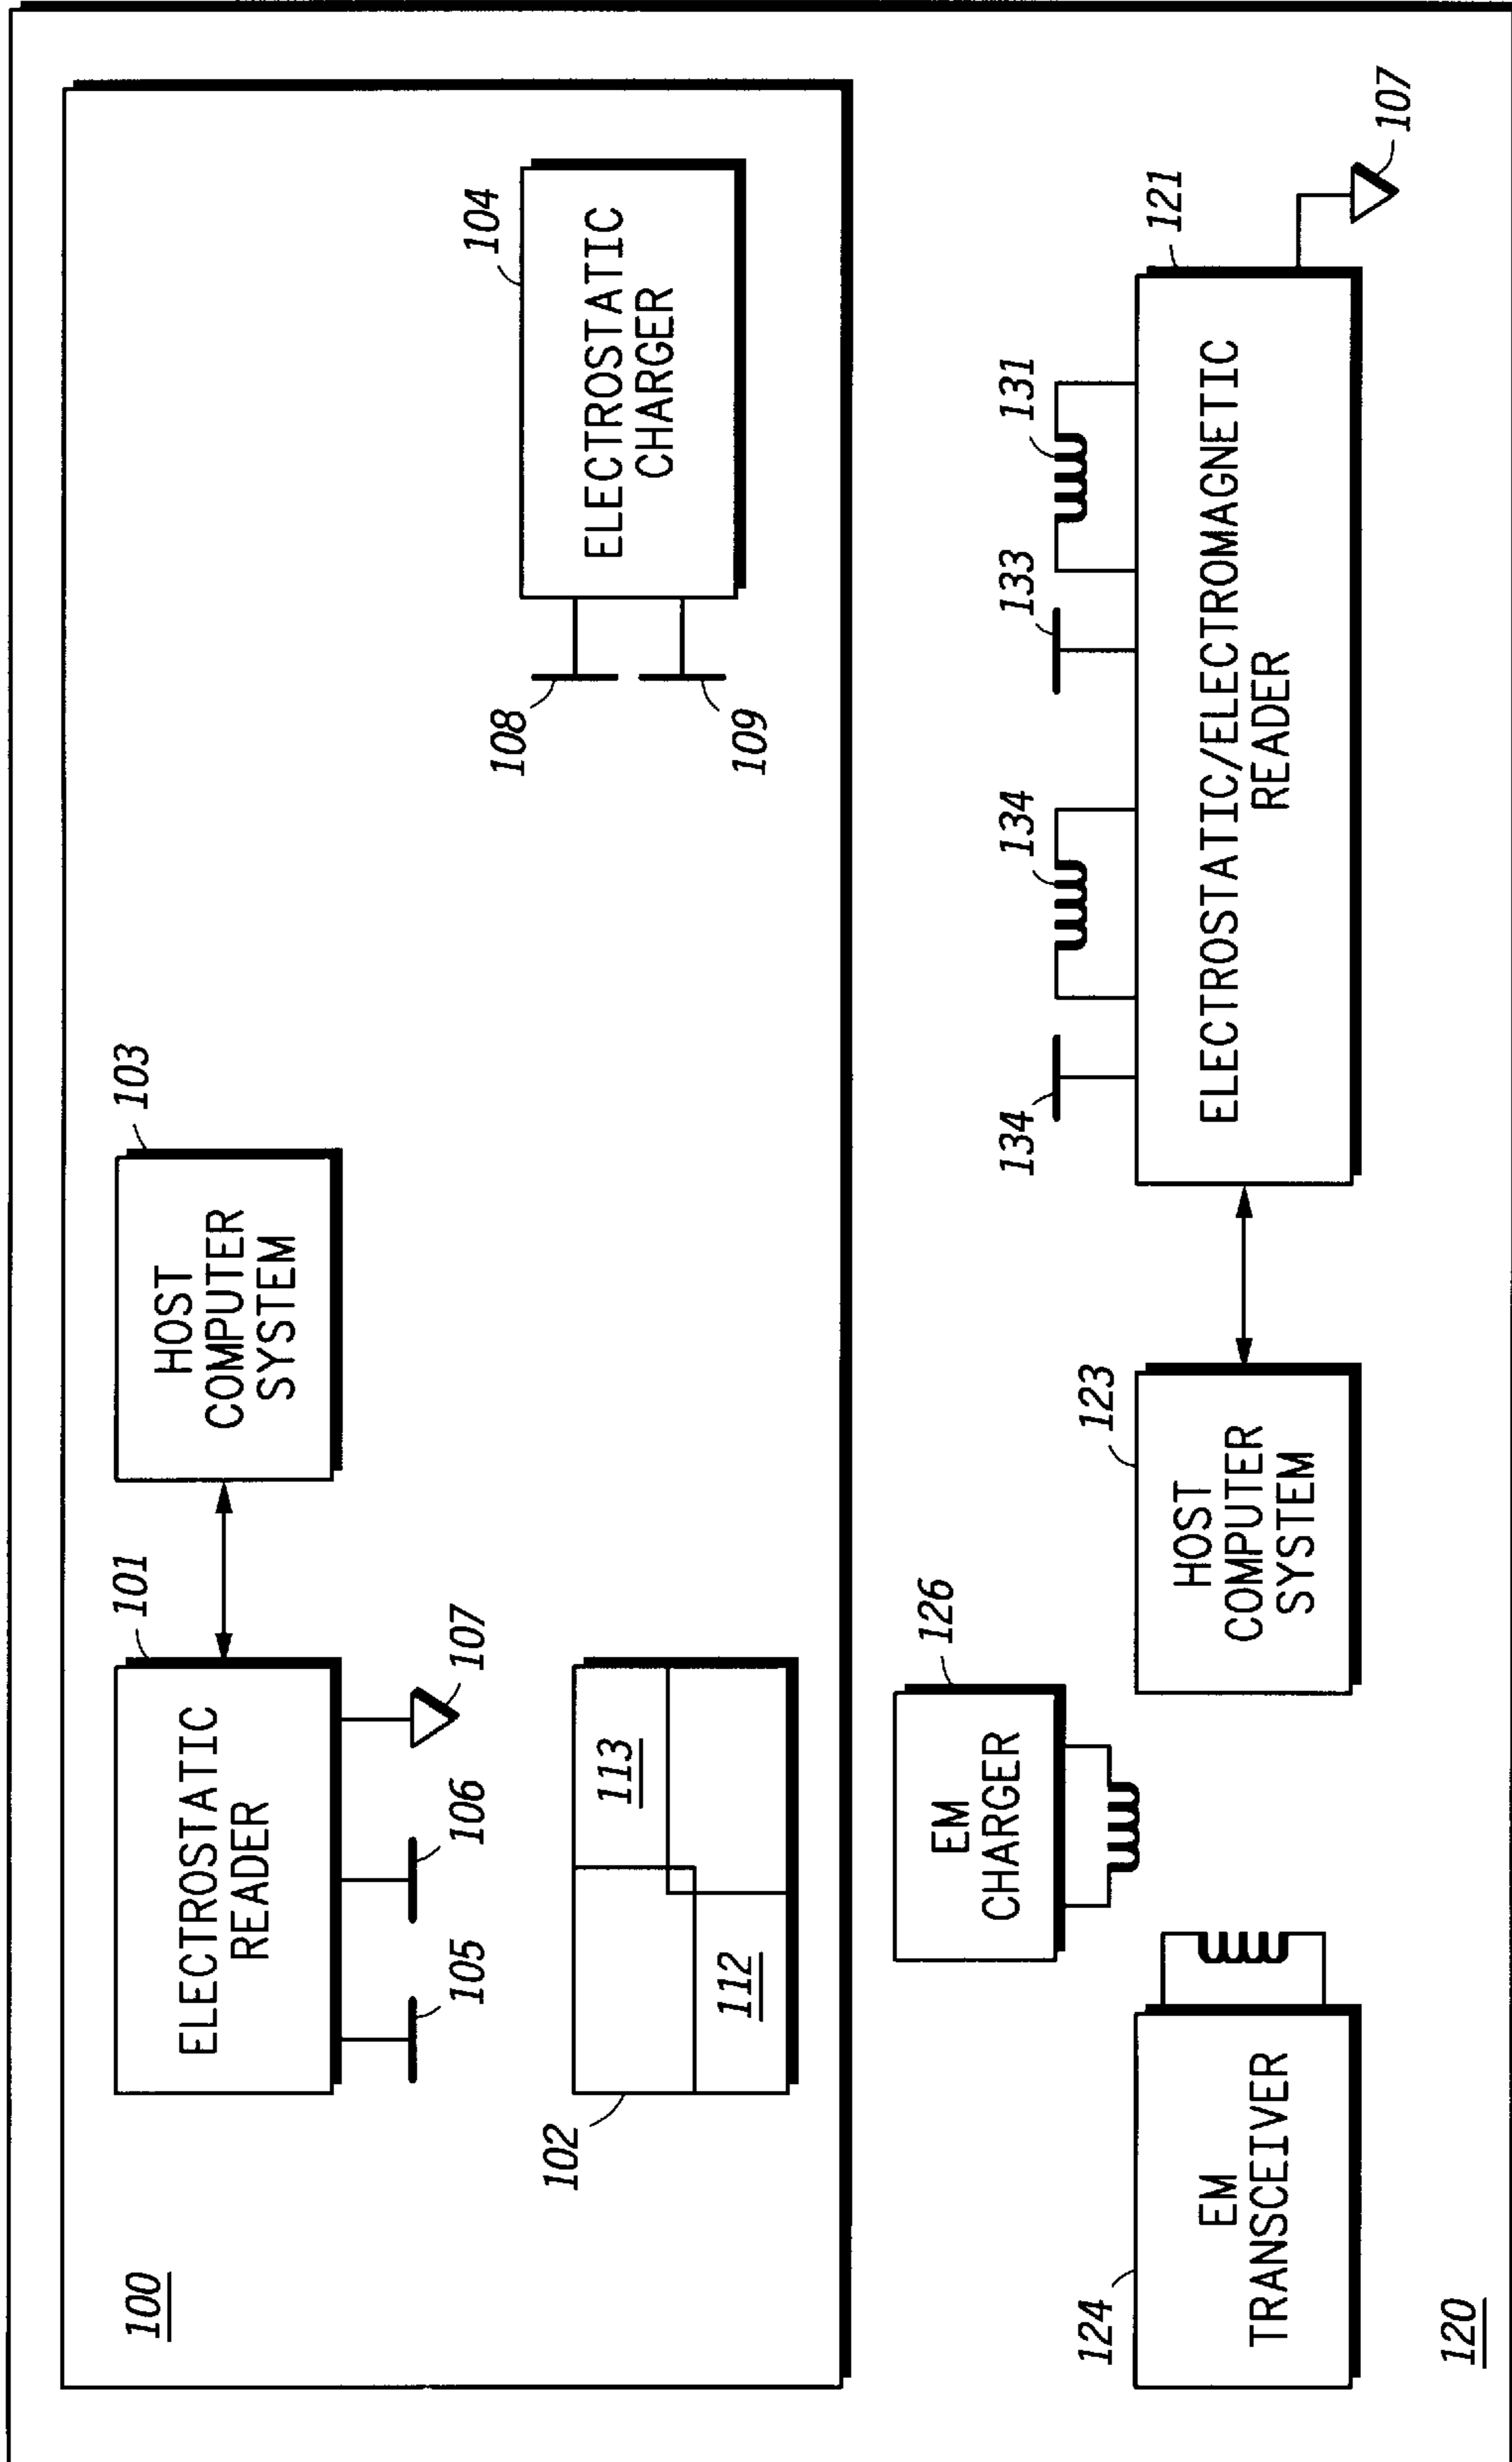 100
101
ELECTROSTATIC
READER
105
106
107
103
HOST
COMPUTER
SYSTEM
102
112
113
104
ELECTROSTATIC
CHARGER
108
109
120
124
EM
TRANSCEIVER
126
EM
CHARGER
123
HOST
COMPUTER
SYSTEM
134
134
133
131
121
ELECTROSTATIC/ELECTROMAGNETIC
READER
107